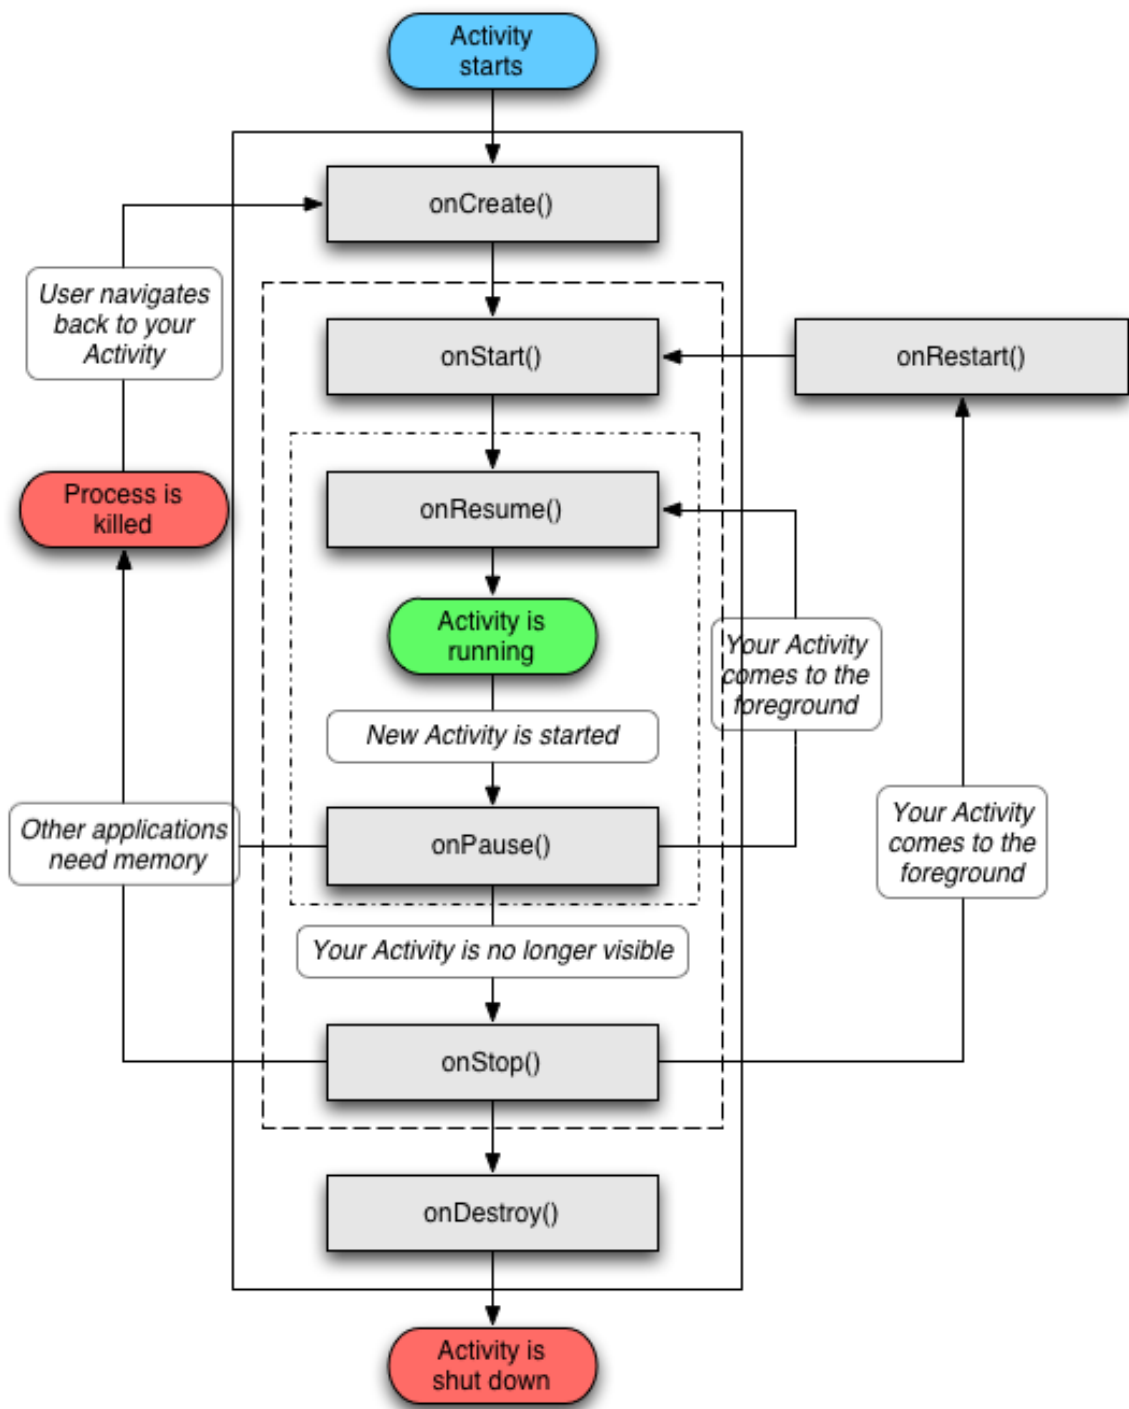 Activity
starts
onCreate()
User navigates
back to your
Activity
onStart()
onRestart()
Process is
killed
onResume()
Activity is
running
Your Activity
comes to the
foreground
New Activity is started
Other applications
need memory
onPause()
Your Activity
comes to the
foreground
Your Activity is no longer visible
onStop()
onDestroy()
Activity is
shut down